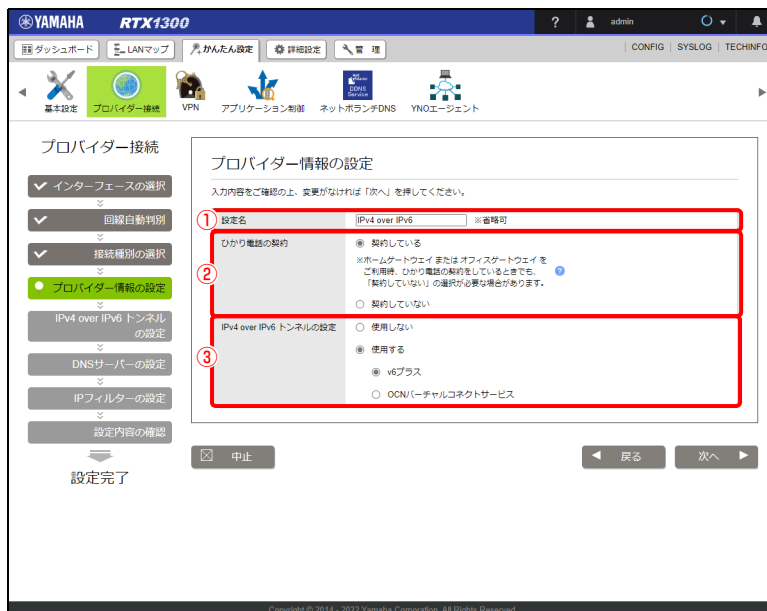 YAMAHA RTX1300 ? admin
ダッシュボード LANマップ かんたん設定 詳細設定 管 理 CONFIG | SYSLOG | TECHINFO
基本設定 プロバイダー接続 VPN アプリケーション制御 ネットボランチDNS YNOエージェント
Net Volante DDNS Service
プロバイダー接続
インターフェースの選択
回線自動判別
接続種別の選択
プロバイダー情報の設定
IPv4 over IPv6 トンネル
の設定
DNSサーバーの設定
IPフィルターの設定
設定内容の確認
設定完了
プロバイダー情報の設定
入力内容をご確認の上、変更がなければ「次へ」を押してください。
① 設定名 IPv4 over IPv6 ※省略可
② ひかり電話の契約 契約している
※ホームゲートウェイ または オフィスゲートウェイ を
ご利用時、ひかり電話の契約をしているときでも、 ?
「契約していない」の選択が必要な場合があります。
契約していない
③ IPv4 over IPv6 トンネルの設定 使用しない
使用する
v6プラス
OCNバーチャルコネクトサービス
中止 戻る 次へ
Copyright © 2014 - 2022 Yamaha Corporation. All Rights Reserved.